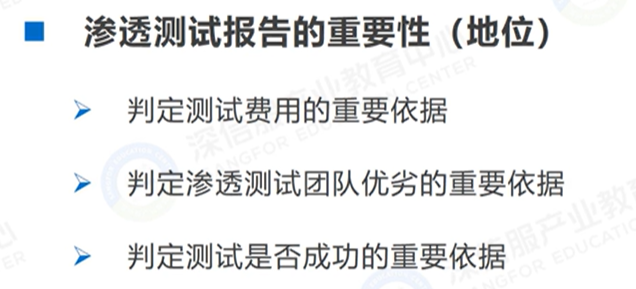 渗透测试报告的重要性（地位）
判定测试费用的重要依据
判定渗透测试团队优劣的重要依据
判定测试是否成功的重要依据
深信服产业教育中心
SANGFOR EDUCATION CENTER